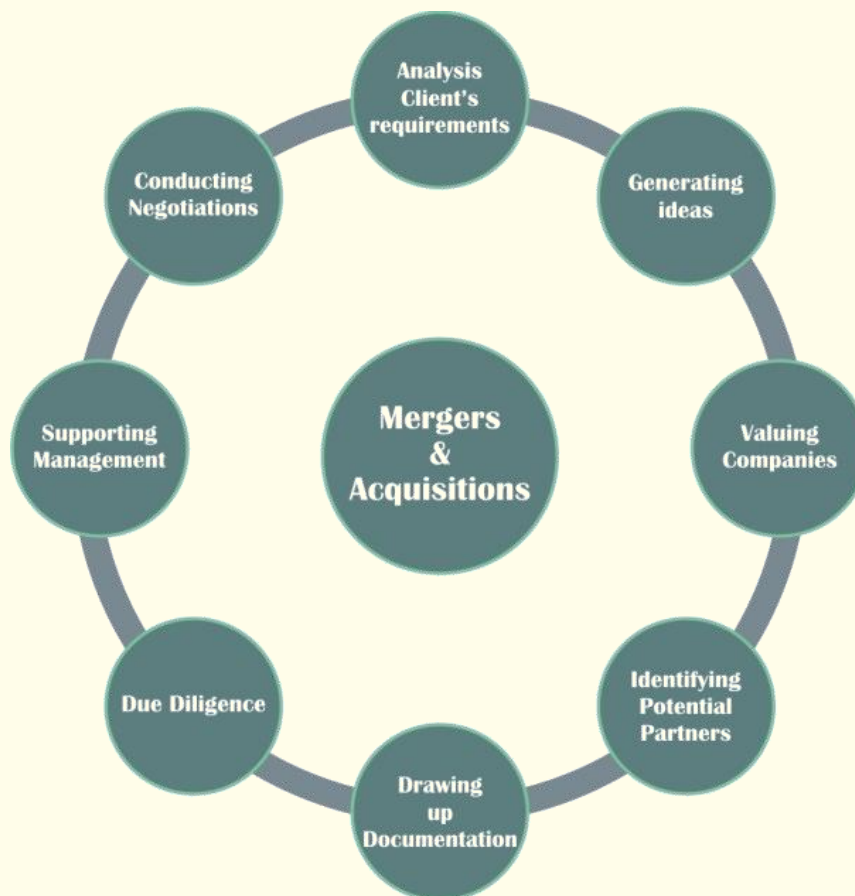 Analysis
Client's
requirements
Generating
ideas
Valuing
Companies
Identifying
Potential
Partners
Drawing
up
Documentation
Due Diligence
Supporting
Management
Conducting
Negotiations
Mergers
&
Acquisitions